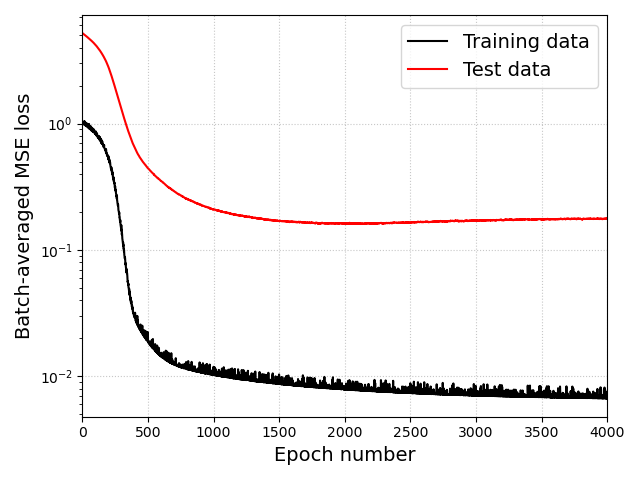 Training data
Test data
Batch-averaged MSE loss
10⁰
10⁻¹
10⁻²
0 500 1000 1500 2000 2500 3000 3500 4000
Epoch number